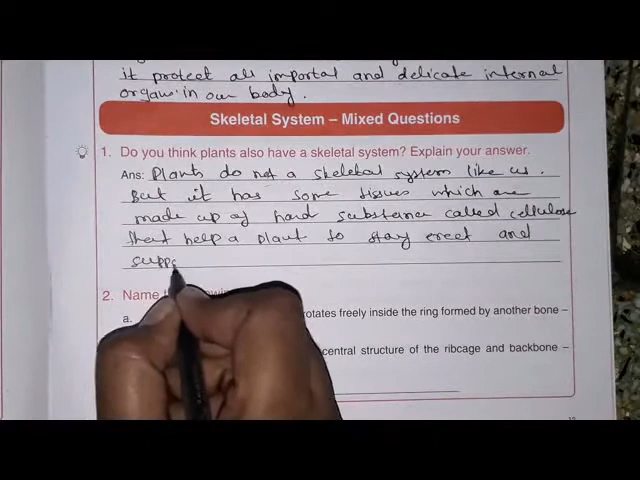 it protect all importal and delicate internal
organs in our body.
Skeletal System – Mixed Questions
1. Do you think plants also have a skeletal system? Explain your answer.
Ans: Plants do not a skeletal system like us.
But it has some tissues which are
made up of hard substance called cellulose
that help a plant to stay erect and
supp
2. Name the
a. rotates freely inside the ring formed by another bone –
central structure of the ribcage and backbone –